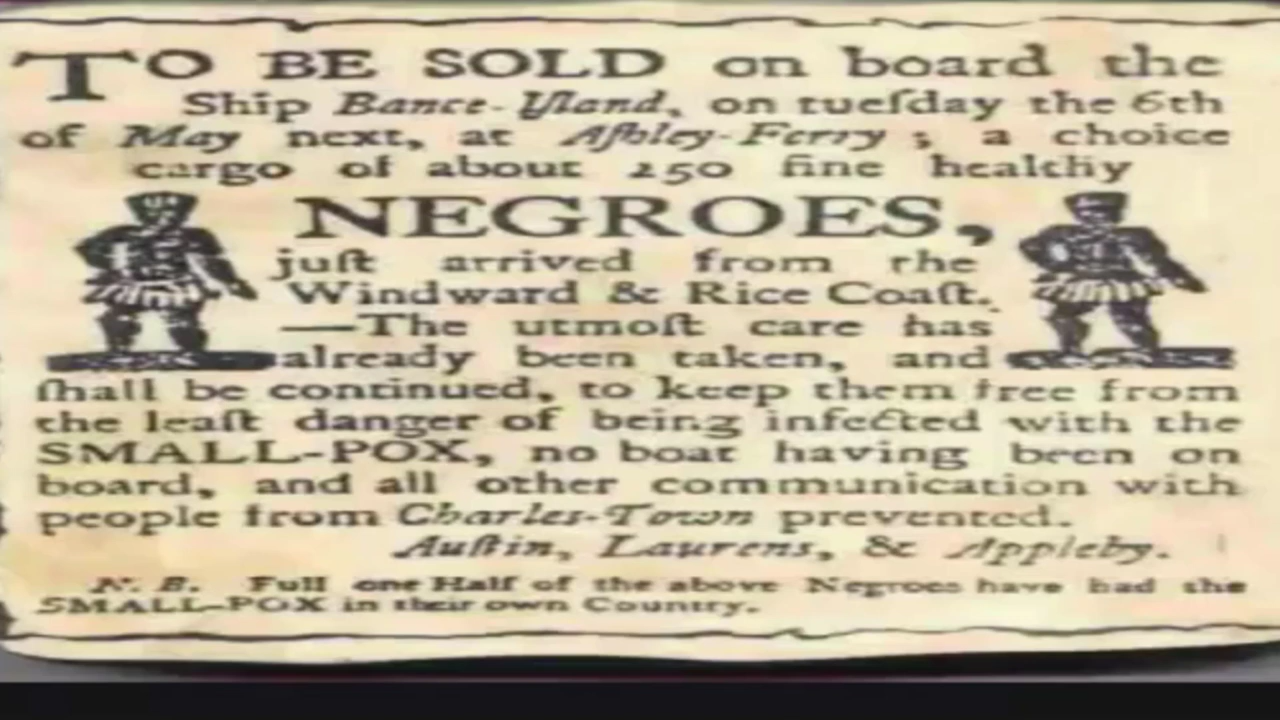 TO BE SOLD on board the
Ship Bance-Yſland, on tueſday the 6th
of May next, at Aſhley-Ferry; a choice
cargo of about 250 fine healthy
NEGROES,
juſt arrived from the
Windward & Rice Coaſt.
—The utmoſt care has
already been taken, and
ſhall be continued, to keep them free from
the leaſt danger of being infected with the
SMALL-POX, no boat having been on
board, and all other communication with
people from Charles-Town prevented.
Auſtin, Laurens, & Appleby.
N. B. Full one Half of the above Negroes have had the
SMALL-POX in their own Country.